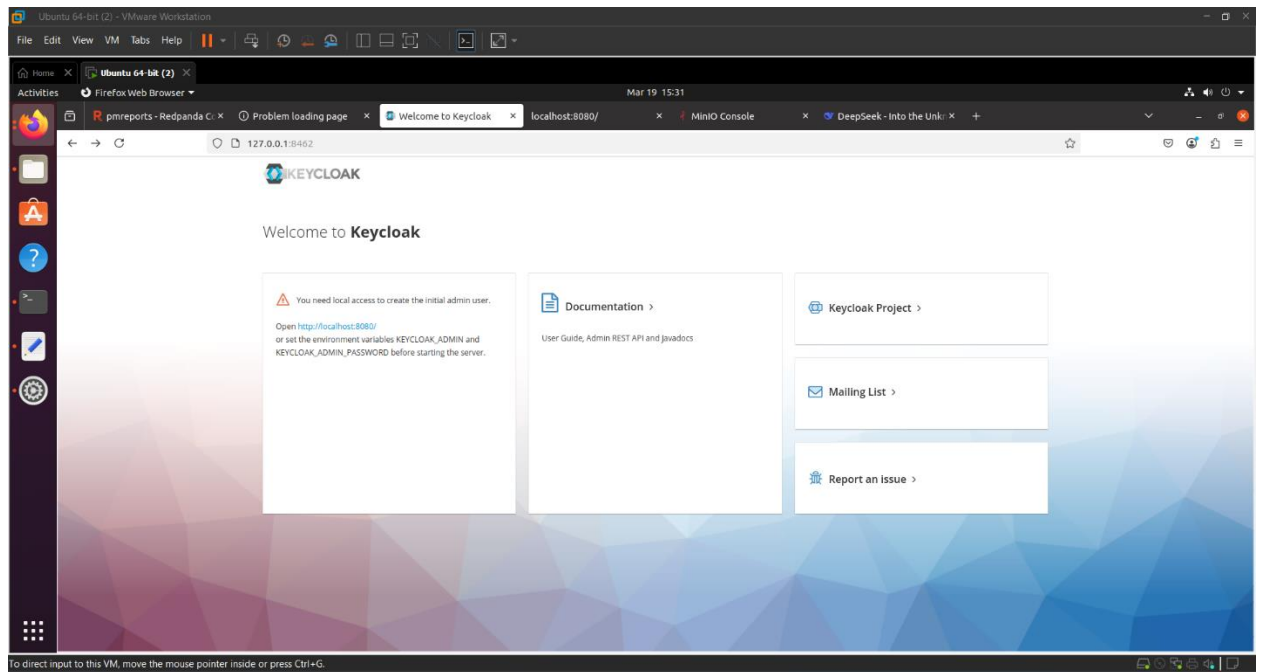 Ubuntu 64-bit (2) - VMware Workstation
File Edit View VM Tabs Help
Home Ubuntu 64-bit (2)
Activities Firefox Web Browser Mar 19 15:31
pmreports - Redpanda Co Problem loading page Welcome to Keycloak localhost:8080/ MinIO Console DeepSeek - Into the Unkn
127.0.0.1:8462
KEYCLOAK
Welcome to Keycloak
You need local access to create the initial admin user.
Open http://localhost:8080/
or set the environment variables KEYCLOAK_ADMIN and
KEYCLOAK_ADMIN_PASSWORD before starting the server.
Documentation >
User Guide, Admin REST API and Javadocs
Keycloak Project >
Mailing List >
Report an issue >
To direct input to this VM, move the mouse pointer inside or press Ctrl+G.